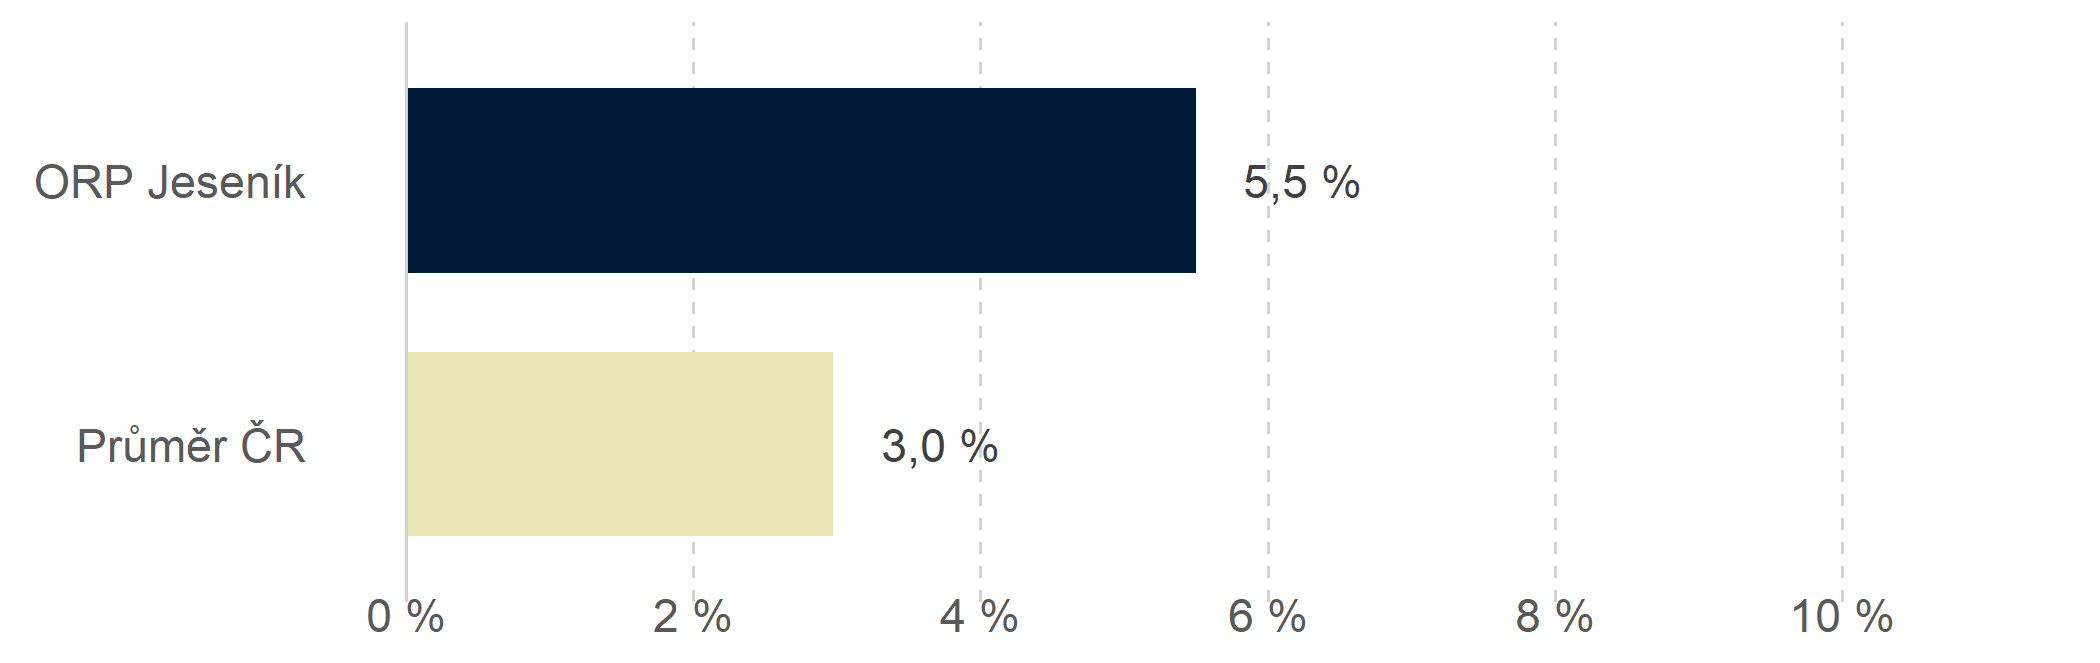 ORP Jeseník
5,5 %
Průměr ČR
3,0 %
0 % 2 % 4 % 6 % 8 % 10 %